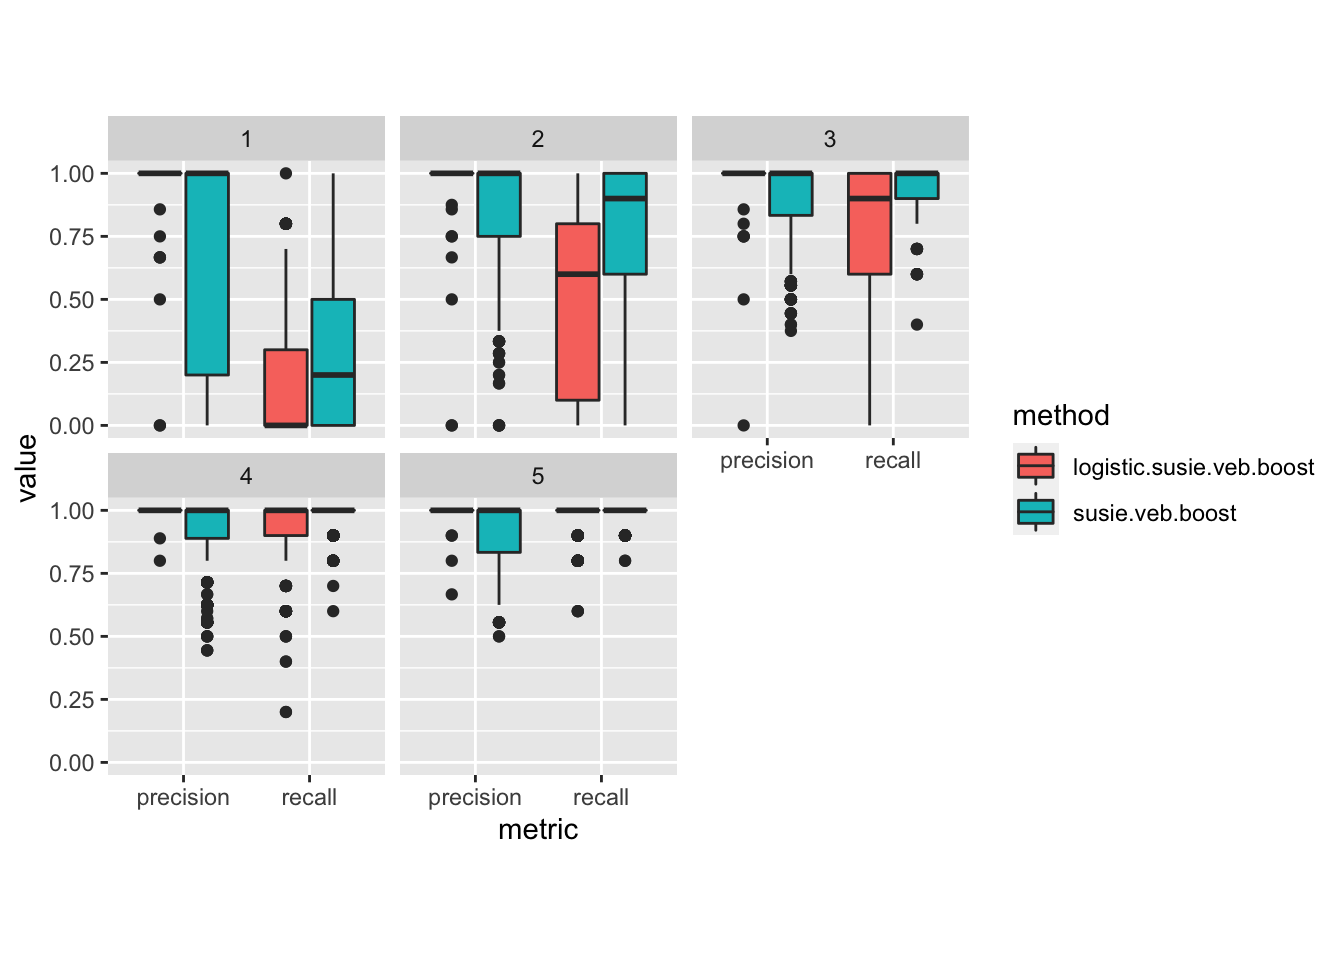 1
2
3
1.00
0.75
0.50
0.25
0.00
precision
recall
4
5
1.00
0.75
0.50
0.25
0.00
precision
recall
precision
recall
metric
value
method
logistic.susie.veb.boost
susie.veb.boost